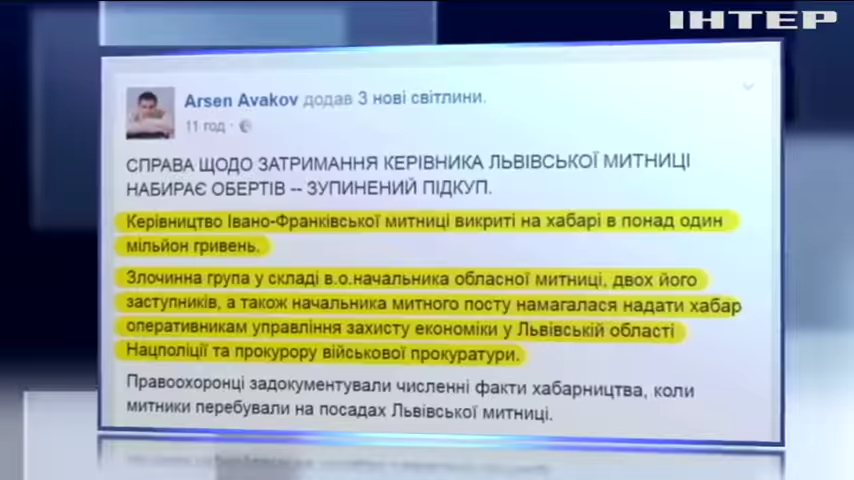 ІНТЕР
Arsen Avakov додав 3 нові світлини.
11 год ·
СПРАВА ЩОДО ЗАТРИМАННЯ КЕРІВНИКА ЛЬВІВСЬКОЇ МИТНИЦІ
НАБИРАЄ ОБЕРТІВ -- ЗУПИНЕНИЙ ПІДКУП.
Керівництво Івано-Франківської митниці викриті на хабарі в понад один
мільйон гривень.
Злочинна група у складі в.о.начальника обласної митниці, двох його
заступників, а також начальника митного посту намагалася надати хабар
оперативникам управління захисту економіки у Львівській області
Нацполіції та прокурору військової прокуратури.
Правоохоронці задокументували численні факти хабарництва, коли
митники перебували на посадах Львівської митниці.